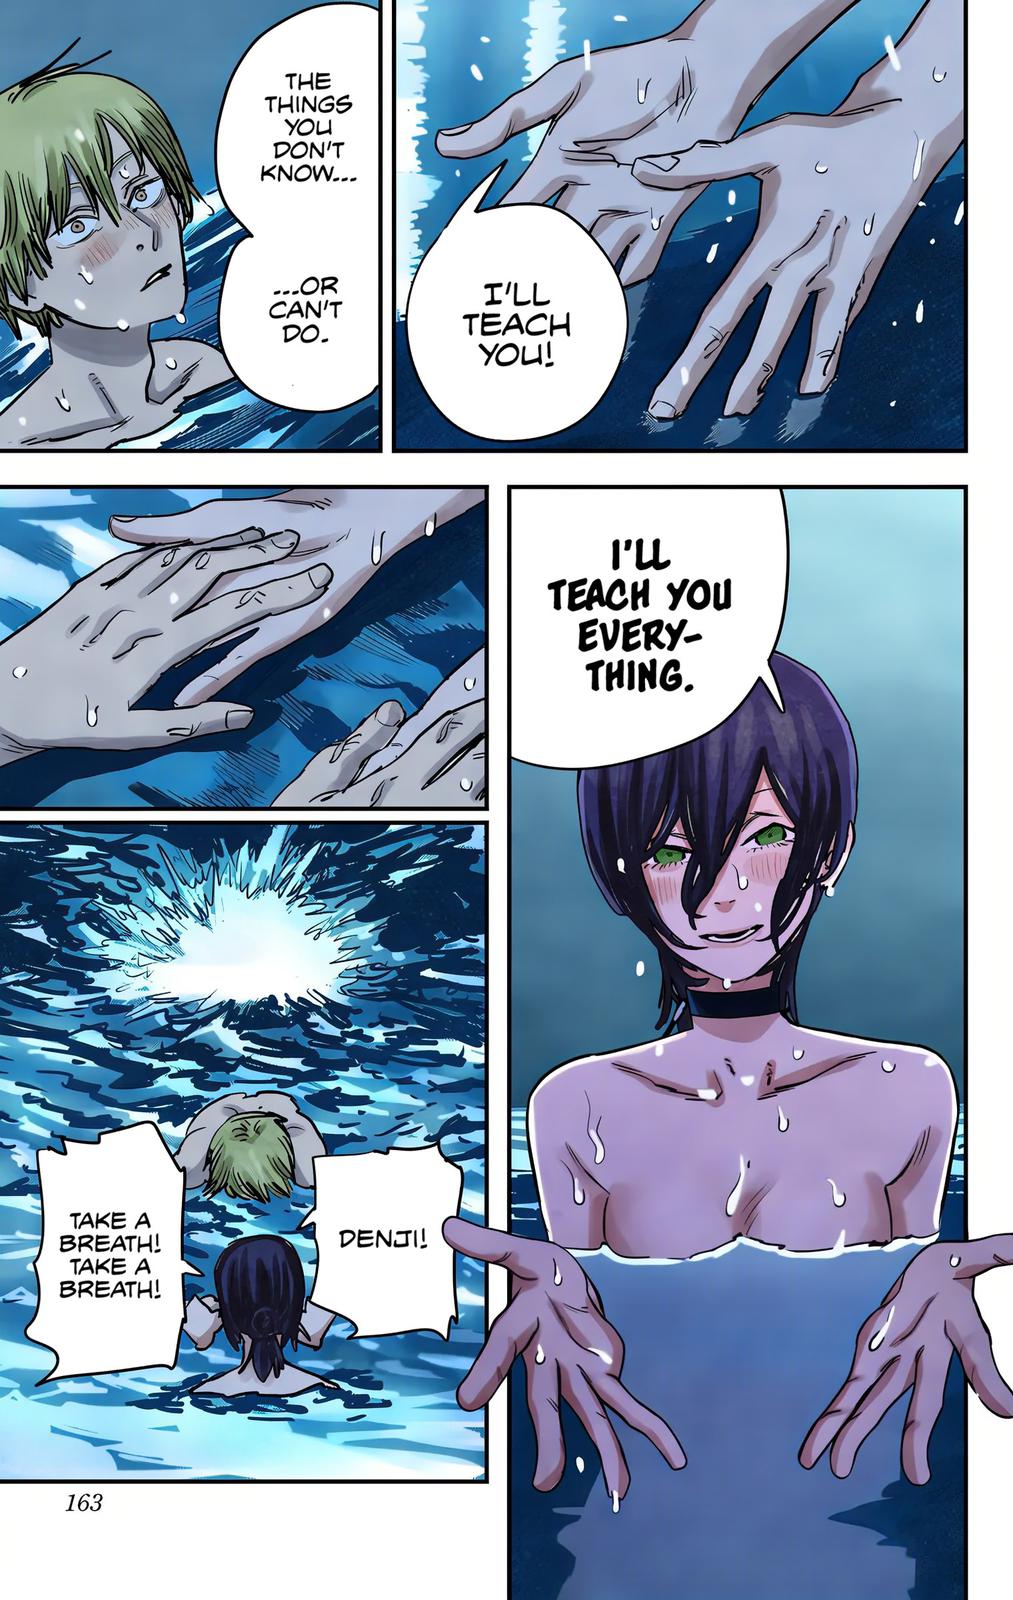 I'LL
TEACH
YOU!
THE
THINGS
YOU
DON'T
KNOW...
...OR
CAN'T
DO.
I'LL
TEACH YOU
EVERY-
THING.
DENJI!
TAKE A
BREATH!
TAKE A
BREATH!
163